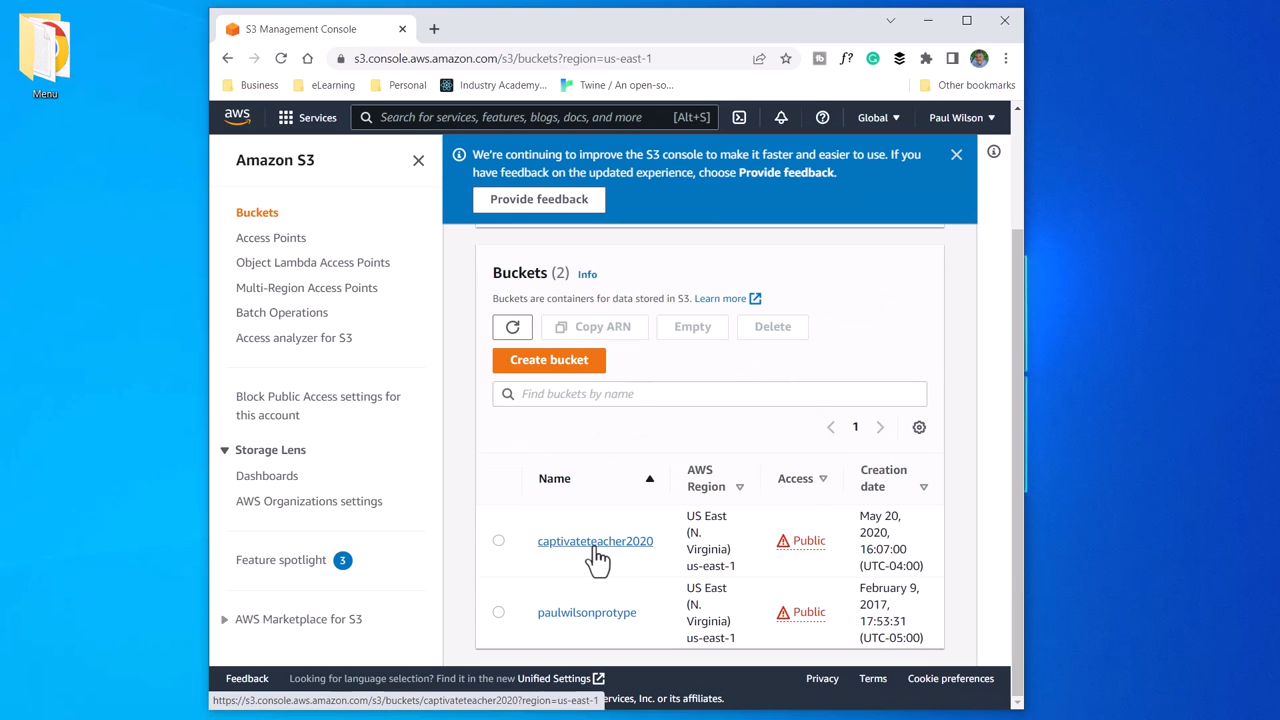 Menu
S3 Management Console
s3.console.aws.amazon.com/s3/buckets?region=us-east-1
Business
eLearning
Personal
Industry Academy...
Twine / An open-so...
Other bookmarks
aws
Services
Search for services, features, blogs, docs, and more
[Alt+S]
Global
Paul Wilson
Amazon S3
Buckets
Access Points
Object Lambda Access Points
Multi-Region Access Points
Batch Operations
Access analyzer for S3
Block Public Access settings for
this account
Storage Lens
Dashboards
AWS Organizations settings
Feature spotlight 3
AWS Marketplace for S3
We're continuing to improve the S3 console to make it faster and easier to use. If you
have feedback on the updated experience, choose Provide feedback.
Provide feedback
Buckets (2) Info
Buckets are containers for data stored in S3. Learn more
Copy ARN
Empty
Delete
Create bucket
Find buckets by name
1
Name
AWS
Region
Access
Creation
date
captivateteacher2020
US East
(N.
Virginia)
us-east-1
Public
May 20,
2020,
16:07:00
(UTC-04:00)
paulwilsonprotype
US East
(N.
Virginia)
us-east-1
Public
February 9,
2017,
17:53:31
(UTC-05:00)
Feedback
Looking for language selection? Find it in the new Unified Settings
Privacy
Terms
Cookie preferences
https://s3.console.aws.amazon.com/s3/buckets/captivateteacher2020?region=us-east-1
ervices, Inc. or its affiliates.